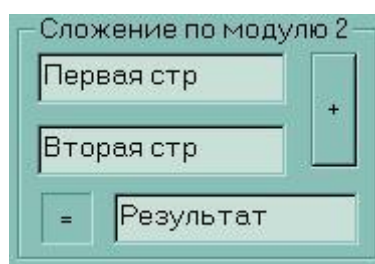 Сложение по модулю 2
Первая стр
+
Вторая стр
= Результат